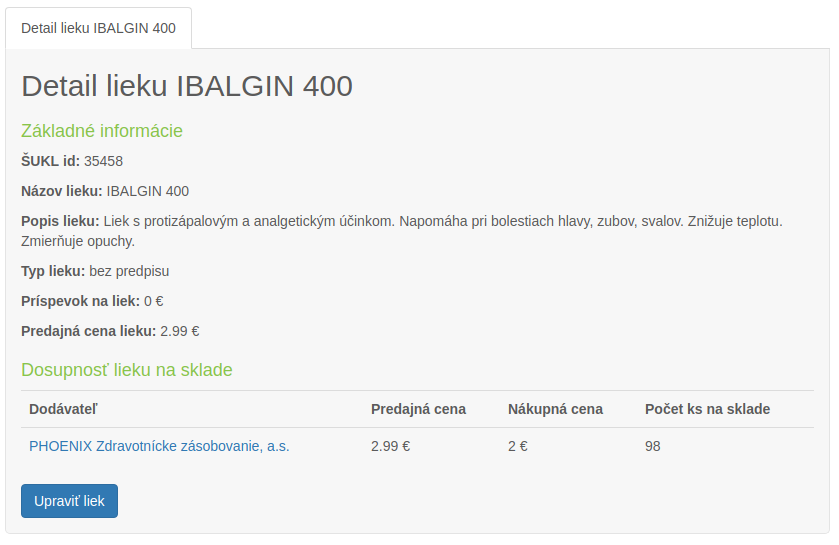 Detail lieku IBALGIN 400
Detail lieku IBALGIN 400
Základné informácie
ŠUKL id: 35458
Názov lieku: IBALGIN 400
Popis lieku: Liek s protizápalovým a analgetickým účinkom. Napomáha pri bolestiach hlavy, zubov, svalov. Znižuje teplotu.
Zmierňuje opuchy.
Typ lieku: bez predpisu
Príspevok na liek: 0 €
Predajná cena lieku: 2.99 €
Dosupnosť lieku na sklade
Dodávateľ Predajná cena Nákupná cena Počet ks na sklade
PHOENIX Zdravotnícke zásobovanie, a.s. 2.99 € 2 € 98
Upraviť liek